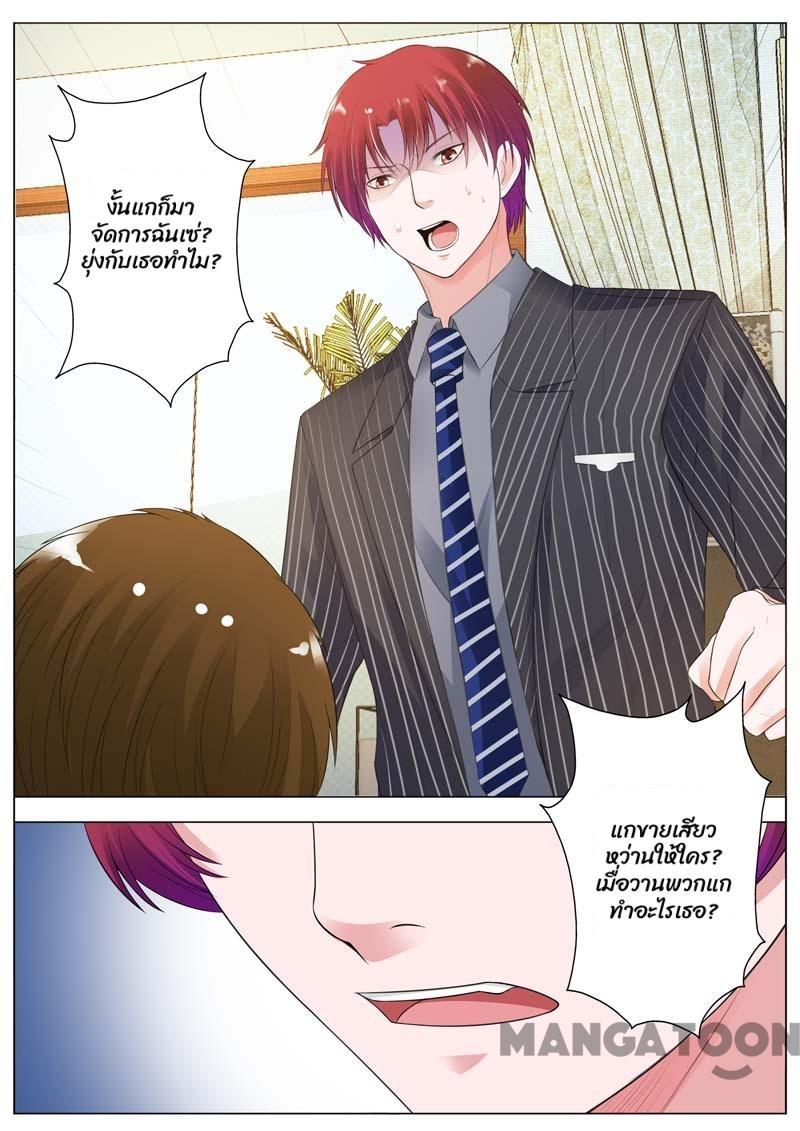 งั้นแกก็มา
จัดการฉันเซ่?
ยุ่งกับเธอทำไม?
แกขายเสียว
หว่านให้ใคร?
เมื่อวานพวกแก
ทำอะไรเธอ?
MANGATOON